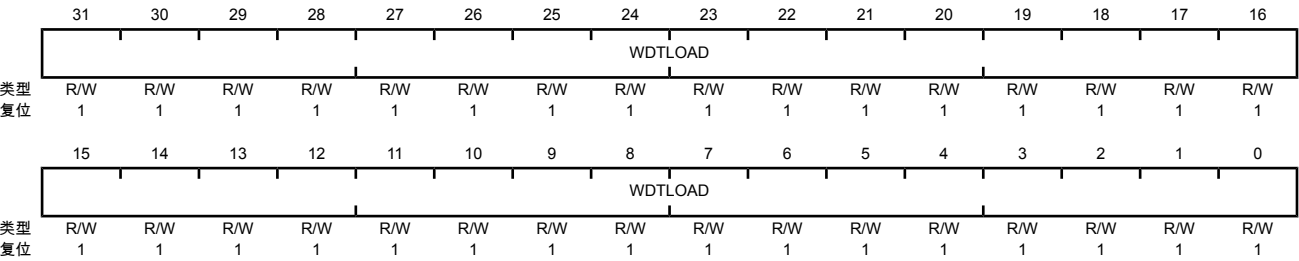 31 30 29 28 27 26 25 24 23 22 21 20 19 18 17 16
WDTLOAD
类型 R/W R/W R/W R/W R/W R/W R/W R/W R/W R/W R/W R/W R/W R/W R/W R/W
复位 1 1 1 1 1 1 1 1 1 1 1 1 1 1 1 1
15 14 13 12 11 10 9 8 7 6 5 4 3 2 1 0
WDTLOAD
类型 R/W R/W R/W R/W R/W R/W R/W R/W R/W R/W R/W R/W R/W R/W R/W R/W
复位 1 1 1 1 1 1 1 1 1 1 1 1 1 1 1 1